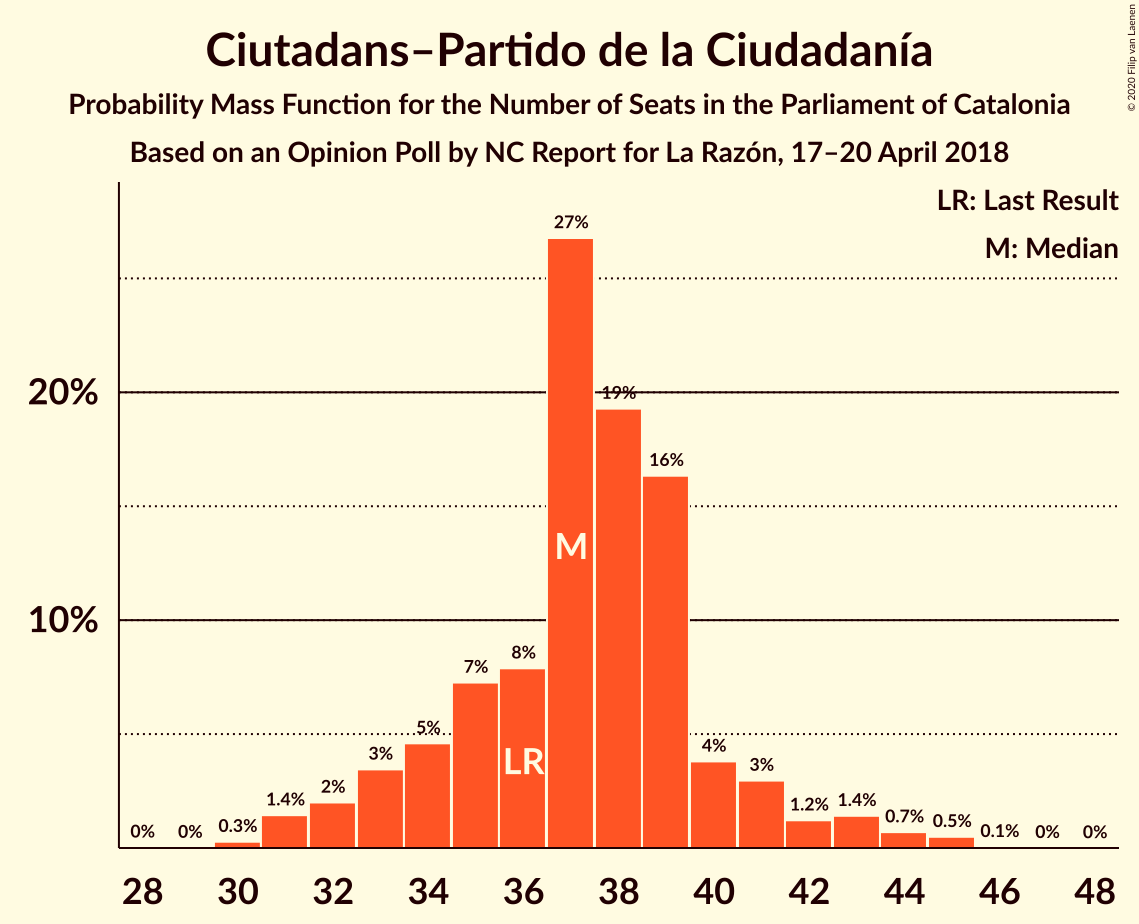 Ciutadans–Partido de la Ciudadanía
Probability Mass Function for the Number of Seats in the Parliament of Catalonia
Based on an Opinion Poll by NC Report for La Razón, 17–20 April 2018
© 2020 Filip van Laenen
LR: Last Result
M: Median
20%
10%
0%
0%
0.3%
1.4%
2%
3%
5%
7%
8%
27%
19%
16%
4%
3%
1.2%
1.4%
0.7%
0.5%
0.1%
0%
0%
M
LR
28 30 32 34 36 38 40 42 44 46 48